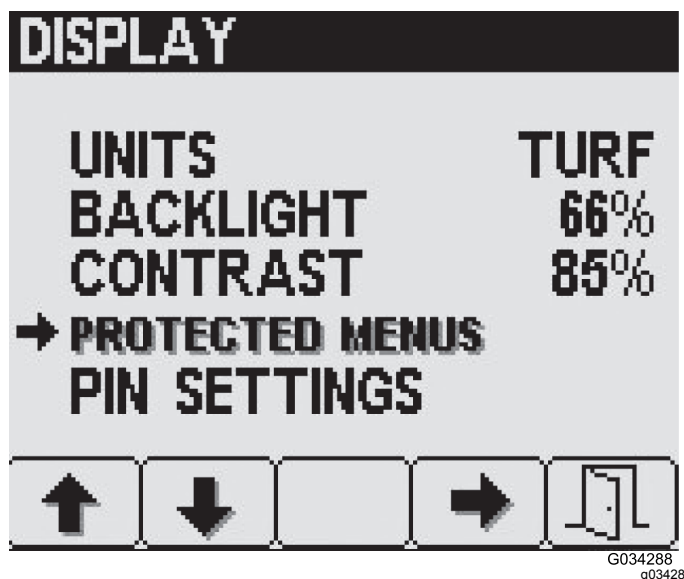 DISPLAY
UNITS TURF
BACKLIGHT 66%
CONTRAST 85%
PROTECTED MENUS
PIN SETTINGS
G034288
g03428